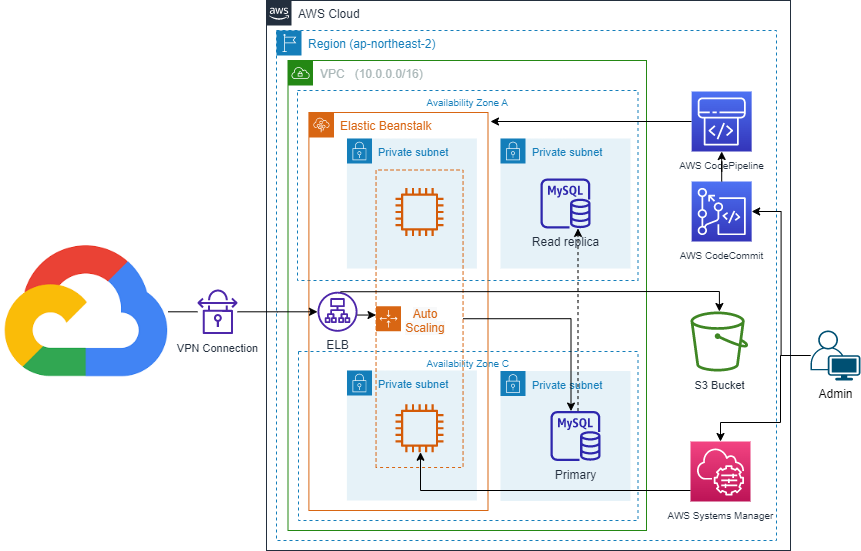 aws
AWS Cloud
Region (ap-northeast-2)
VPC (10.0.0.0/16)
Availability Zone A
Elastic Beanstalk
Private subnet
Private subnet
MySQL
Read replica
AWS CodePipeline
AWS CodeCommit
VPN Connection
ELB
Auto
Scaling
S3 Bucket
Admin
Availability Zone C
Private subnet
Private subnet
MySQL
Primary
AWS Systems Manager